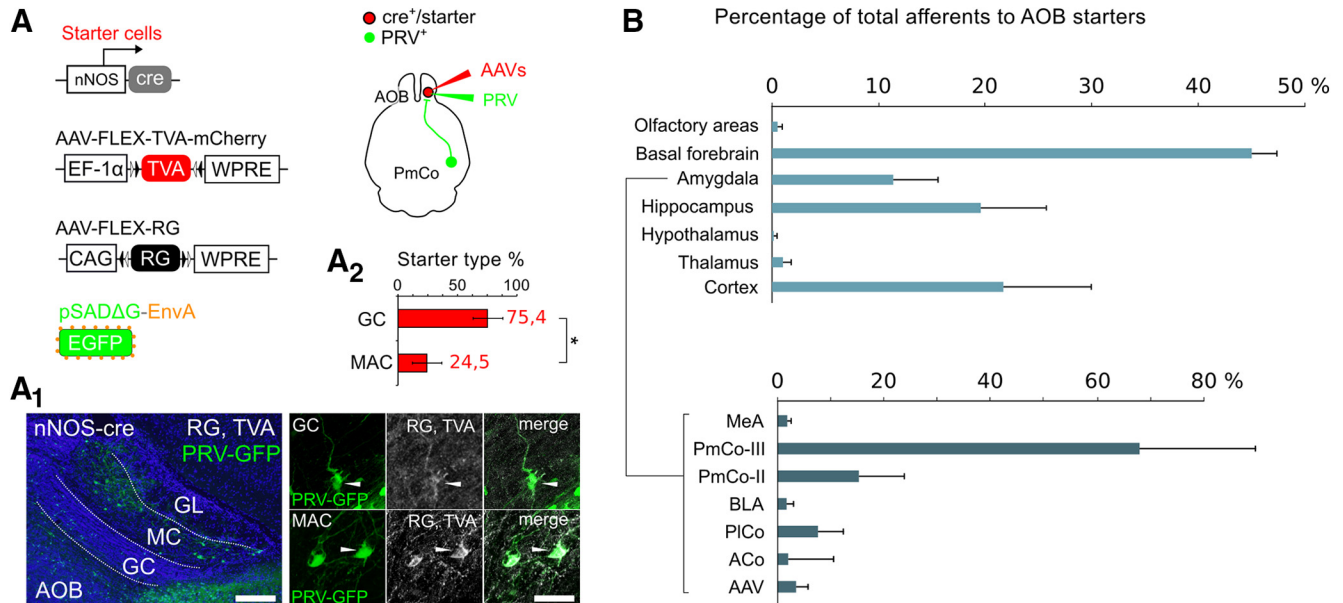 A
Starter cells
nNOS cre
AAV-FLEX-TVA-mCherry
EF-1α TVA WPRE
AAV-FLEX-RG
CAG RG WPRE
pSADΔG-EnvA
EGFP
cre⁺/starter
PRV⁺
AAVs
AOB PRV
PmCo
A₂
Starter type %
0 50 100
GC 75,4
*
MAC 24,5
A₁
nNOS-cre RG, TVA
PRV-GFP
GL
MC
GC
AOB
GC RG, TVA merge
PRV-GFP
MAC RG, TVA merge
PRV-GFP
B Percentage of total afferents to AOB starters
0 10 20 30 40 50 %
Olfactory areas
Basal forebrain
Amygdala
Hippocampus
Hypothalamus
Thalamus
Cortex
0 20 40 60 80 %
MeA
PmCo-III
PmCo-II
BLA
PlCo
ACo
AAV